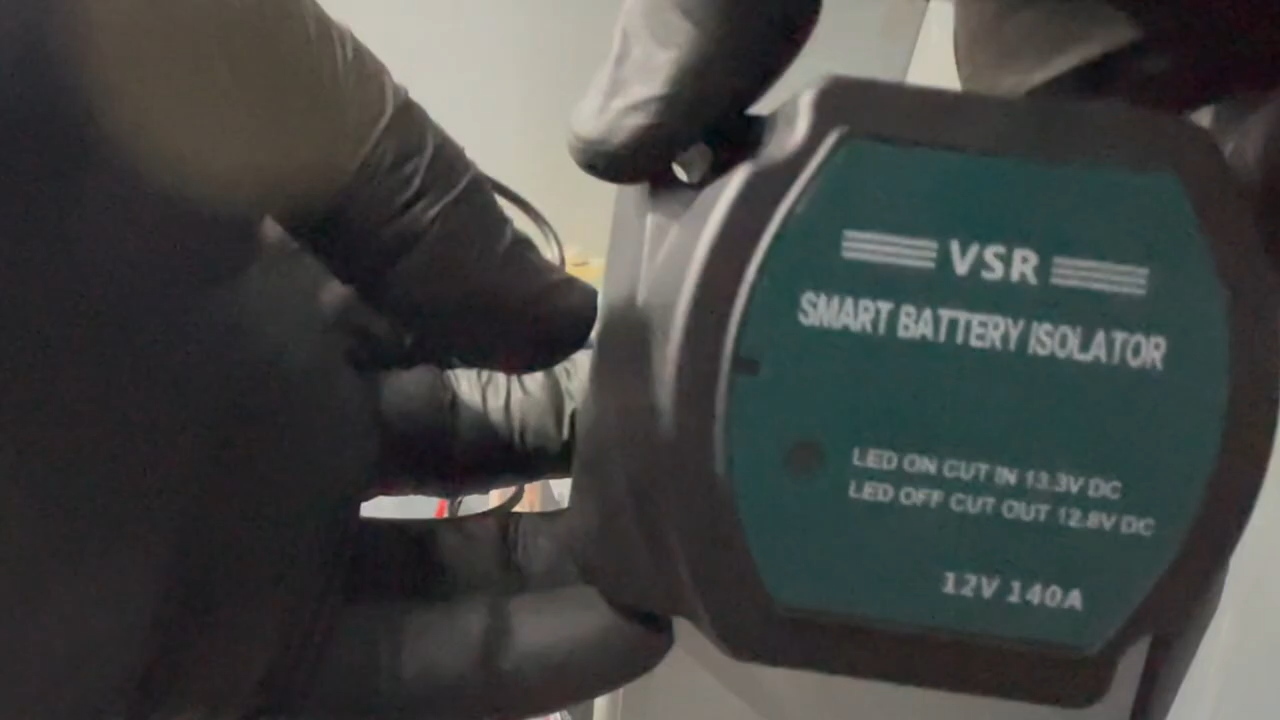 VSR
SMART BATTERY ISOLATOR
LED ON CUT IN 13.3V DC
LED OFF CUT OUT 12.8V DC
12V 140A